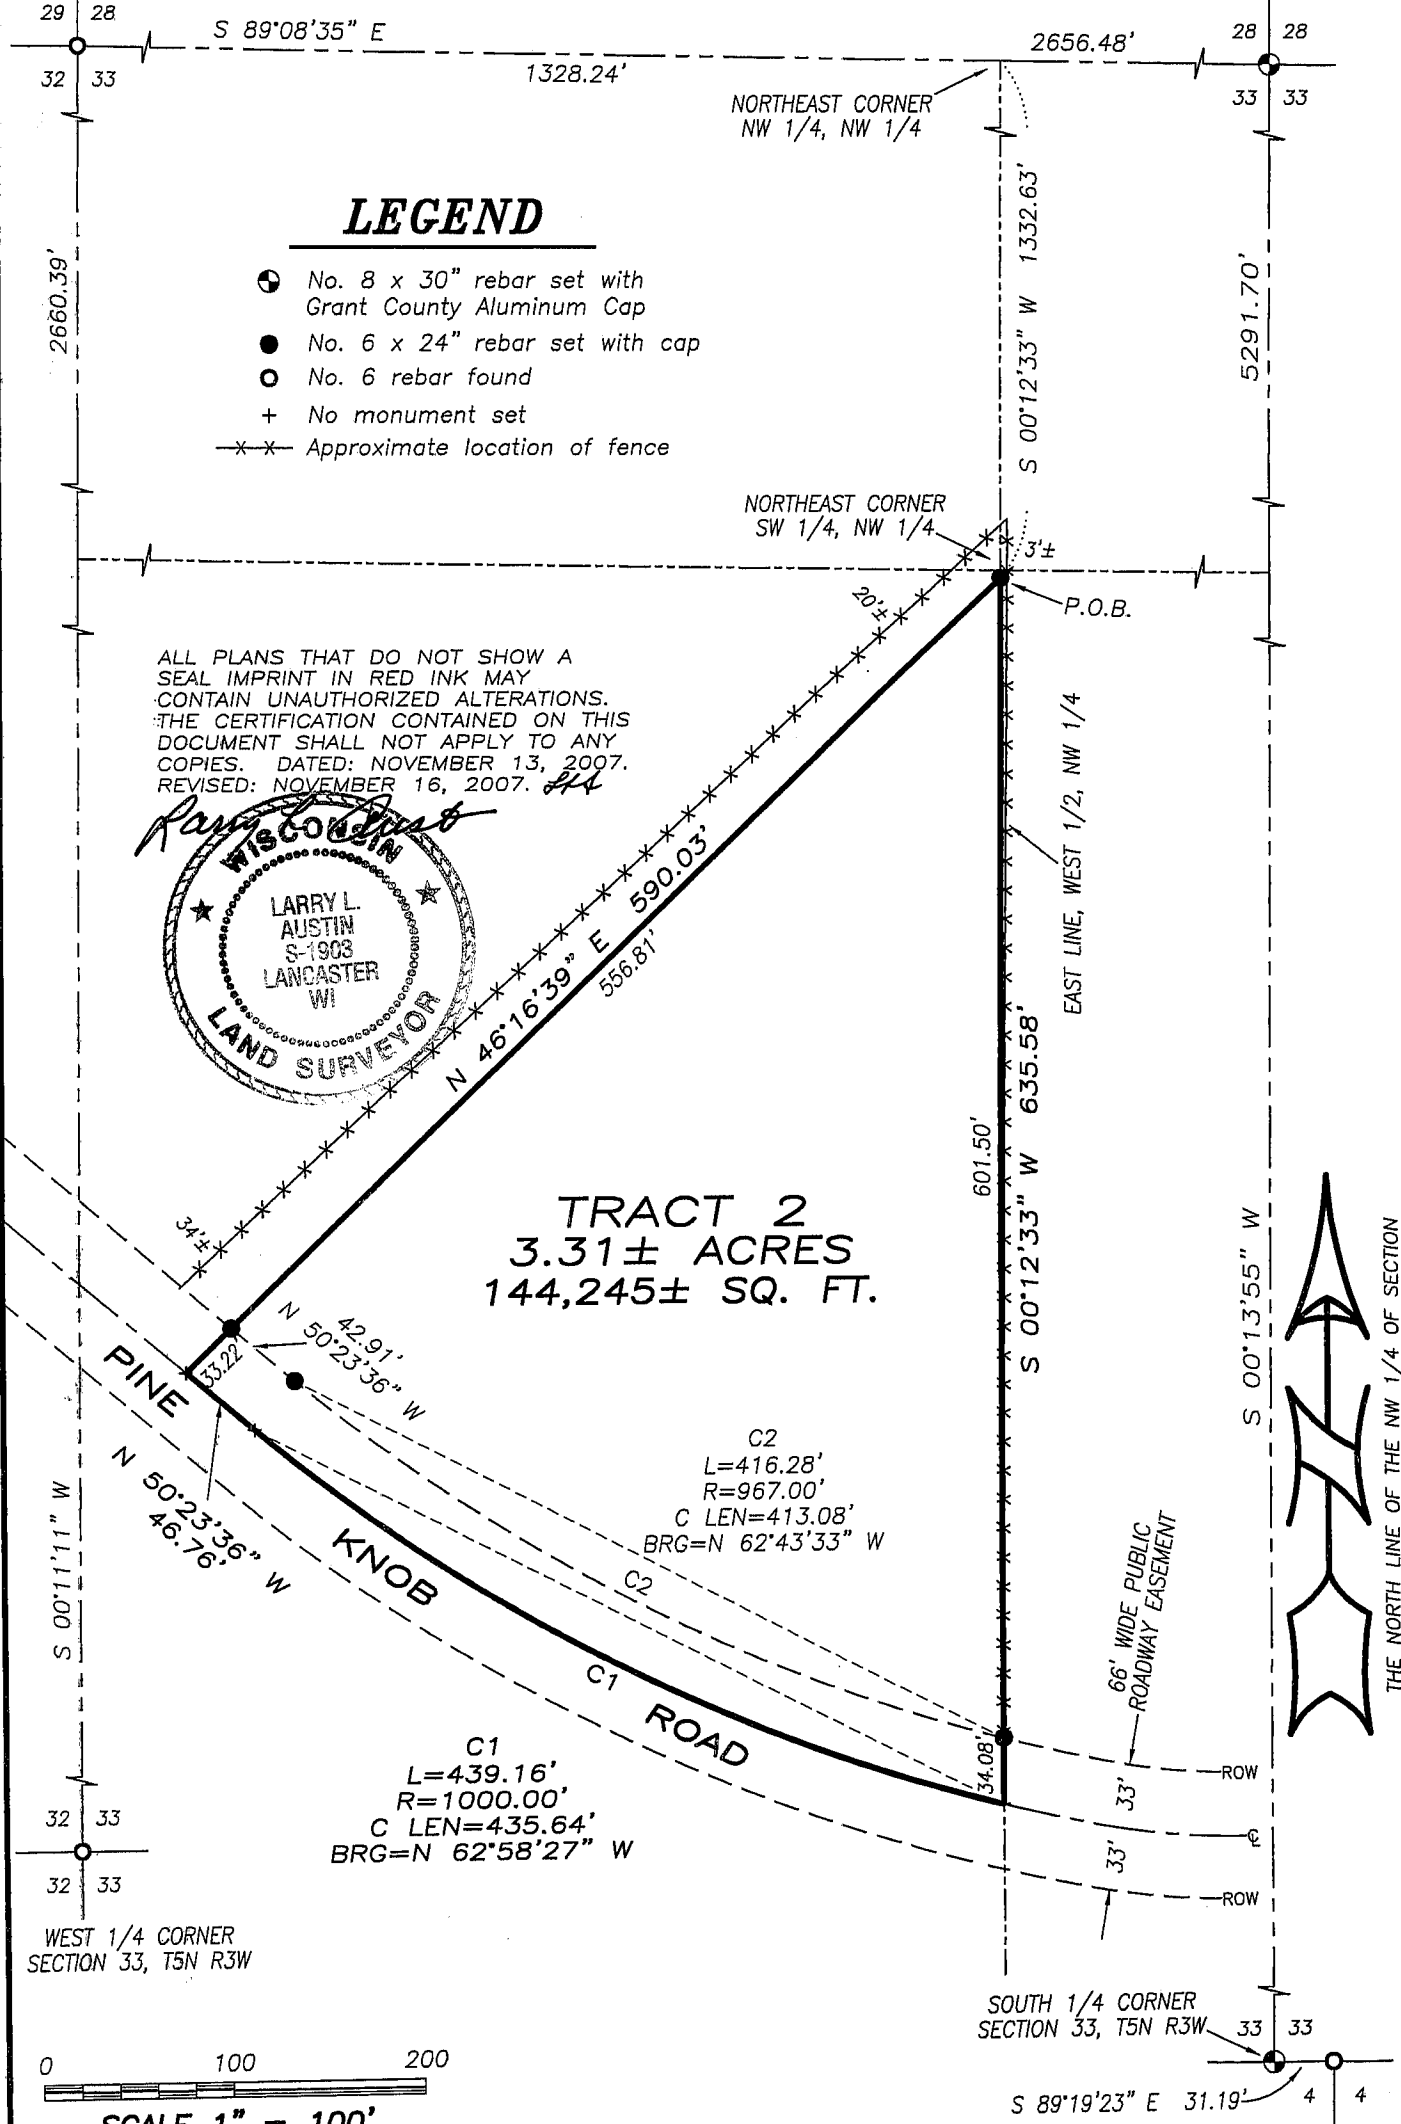 29 28
S 89°08'35" E
2656.48'
28 28
32 33
1328.24'
33 33
NORTHEAST CORNER
NW 1/4, NW 1/4
LEGEND
No. 8 x 30" rebar set with
Grant County Aluminum Cap
No. 6 x 24" rebar set with cap
No. 6 rebar found
+ No monument set
Approximate location of fence
2660.39'
S 00°12'33" W 1332.63'
5291.70'
NORTHEAST CORNER
SW 1/4, NW 1/4
3'±
P.O.B.
20'±
ALL PLANS THAT DO NOT SHOW A
SEAL IMPRINT IN RED INK MAY
CONTAIN UNAUTHORIZED ALTERATIONS.
THE CERTIFICATION CONTAINED ON THIS
DOCUMENT SHALL NOT APPLY TO ANY
COPIES. DATED: NOVEMBER 13, 2007.
REVISED: NOVEMBER 16, 2007. LLA
Larry L. Austin
WISCONSIN
LARRY L.
AUSTIN
S-1903
LANCASTER
WI
LAND SURVEYOR
N 46°16'39" E 590.03'
556.81'
EAST LINE, WEST 1/2, NW 1/4
S 00°12'33" W 635.58'
601.50'
TRACT 2
3.31± ACRES
144,245± SQ. FT.
34'±
33.22'
42.91'
N 50°23'36" W
PINE KNOB ROAD
N 50°23'36" W
46.76'
S 00°11'11" W
S 00°13'55" W
C2
L=416.28'
R=967.00'
C LEN=413.08'
BRG=N 62°43'33" W
C2
C1
66' WIDE PUBLIC
ROADWAY EASEMENT
THE NORTH LINE OF THE NW 1/4 OF SECTION
N
34.08'
C1
L=439.16'
R=1000.00'
C LEN=435.64'
BRG=N 62°58'27" W
33'
ROW
33'
℄
ROW
32 33
32 33
WEST 1/4 CORNER
SECTION 33, T5N R3W
SOUTH 1/4 CORNER
SECTION 33, T5N R3W
33 33
S 89°19'23" E 31.19'
4 4
0 100 200
SCALE 1" = 100'